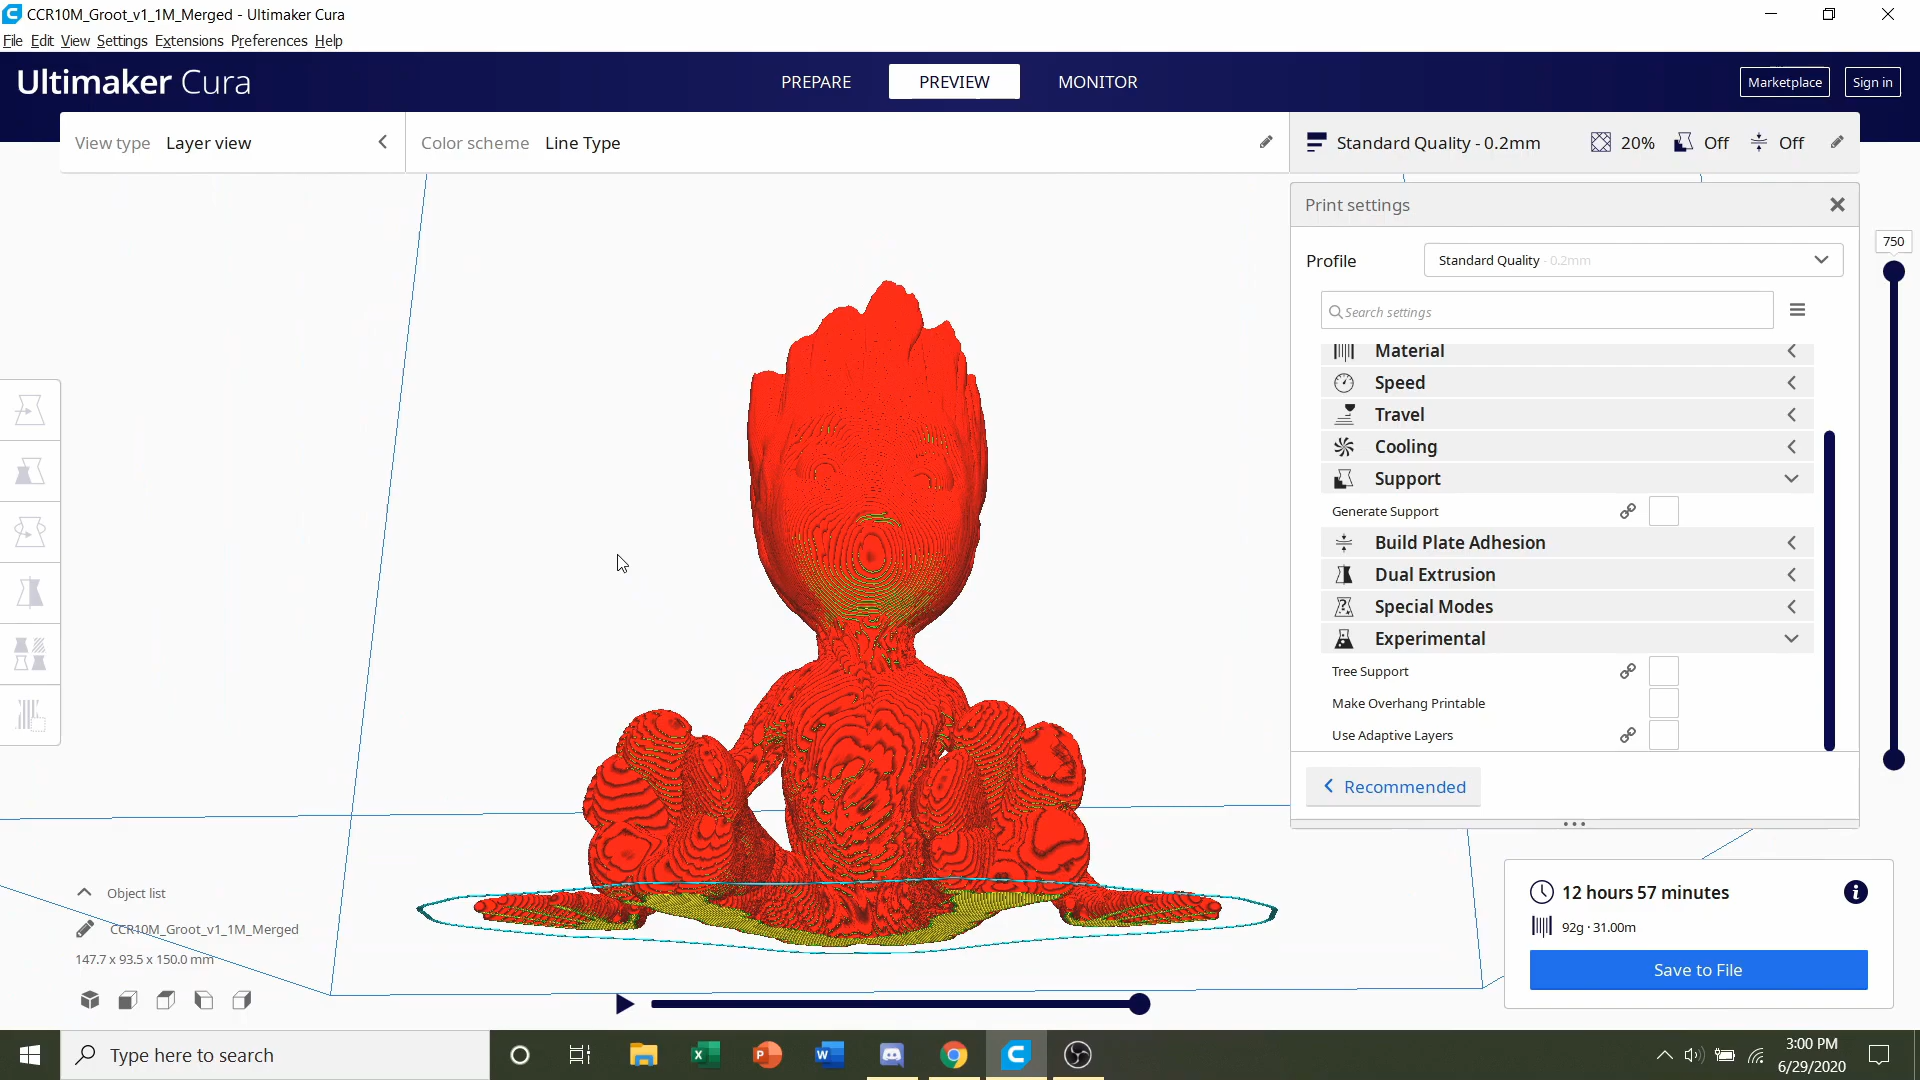 CCR10M_Groot_v1_1M_Merged - Ultimaker Cura
File Edit View Settings Extensions Preferences Help
Ultimaker Cura
PREPARE
PREVIEW
MONITOR
Marketplace
Sign in
View type Layer view
Color scheme Line Type
Standard Quality - 0.2mm
20%
Off
Off
Print settings
750
Profile
Standard Quality - 0.2mm
Search settings
Material
Speed
Travel
Cooling
Support
Generate Support
Build Plate Adhesion
Dual Extrusion
Special Modes
Experimental
Tree Support
Make Overhang Printable
Use Adaptive Layers
Recommended
Object list
CCR10M_Groot_v1_1M_Merged
147.7 x 93.5 x 150.0 mm
12 hours 57 minutes
92g · 31.00m
Save to File
Type here to search
3:00 PM
6/29/2020